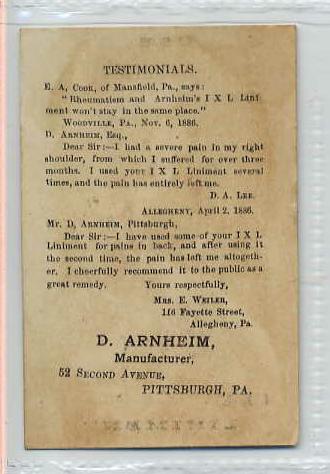 TESTIMONIALS.
E. A, COOK, of Mansfield, Pa., says:
"Rheumatism and Arnheim's I X L Lini
ment won't stay in the same place."
WOODVILLE, PA., Nov. 6, 1886.
D. ARNHEIM, Esq.,
Dear Sir:—I had a severe pain in my right
shoulder, from which I suffered for over three
months. I used your I X L Liniment several
times, and the pain has entirely left me.
D. A. LEE.
ALLEGHENY, April 2, 1886.
Mr. D, ARNHEIM, Pittsburgh,
Dear Sir:—I have used some of your I X L
Liniment for pains in back, and after using it
the second time, the pain has left me altogeth-
er. I cheerfully recommend it to the public as a
great remedy. Yours respectfully,
MRS. E. WEILER,
116 Fayette Street,
Allegheny, Pa.
D. ARNHEIM,
Manufacturer,
52 SECOND AVENUE,
PITTSBURGH, PA.